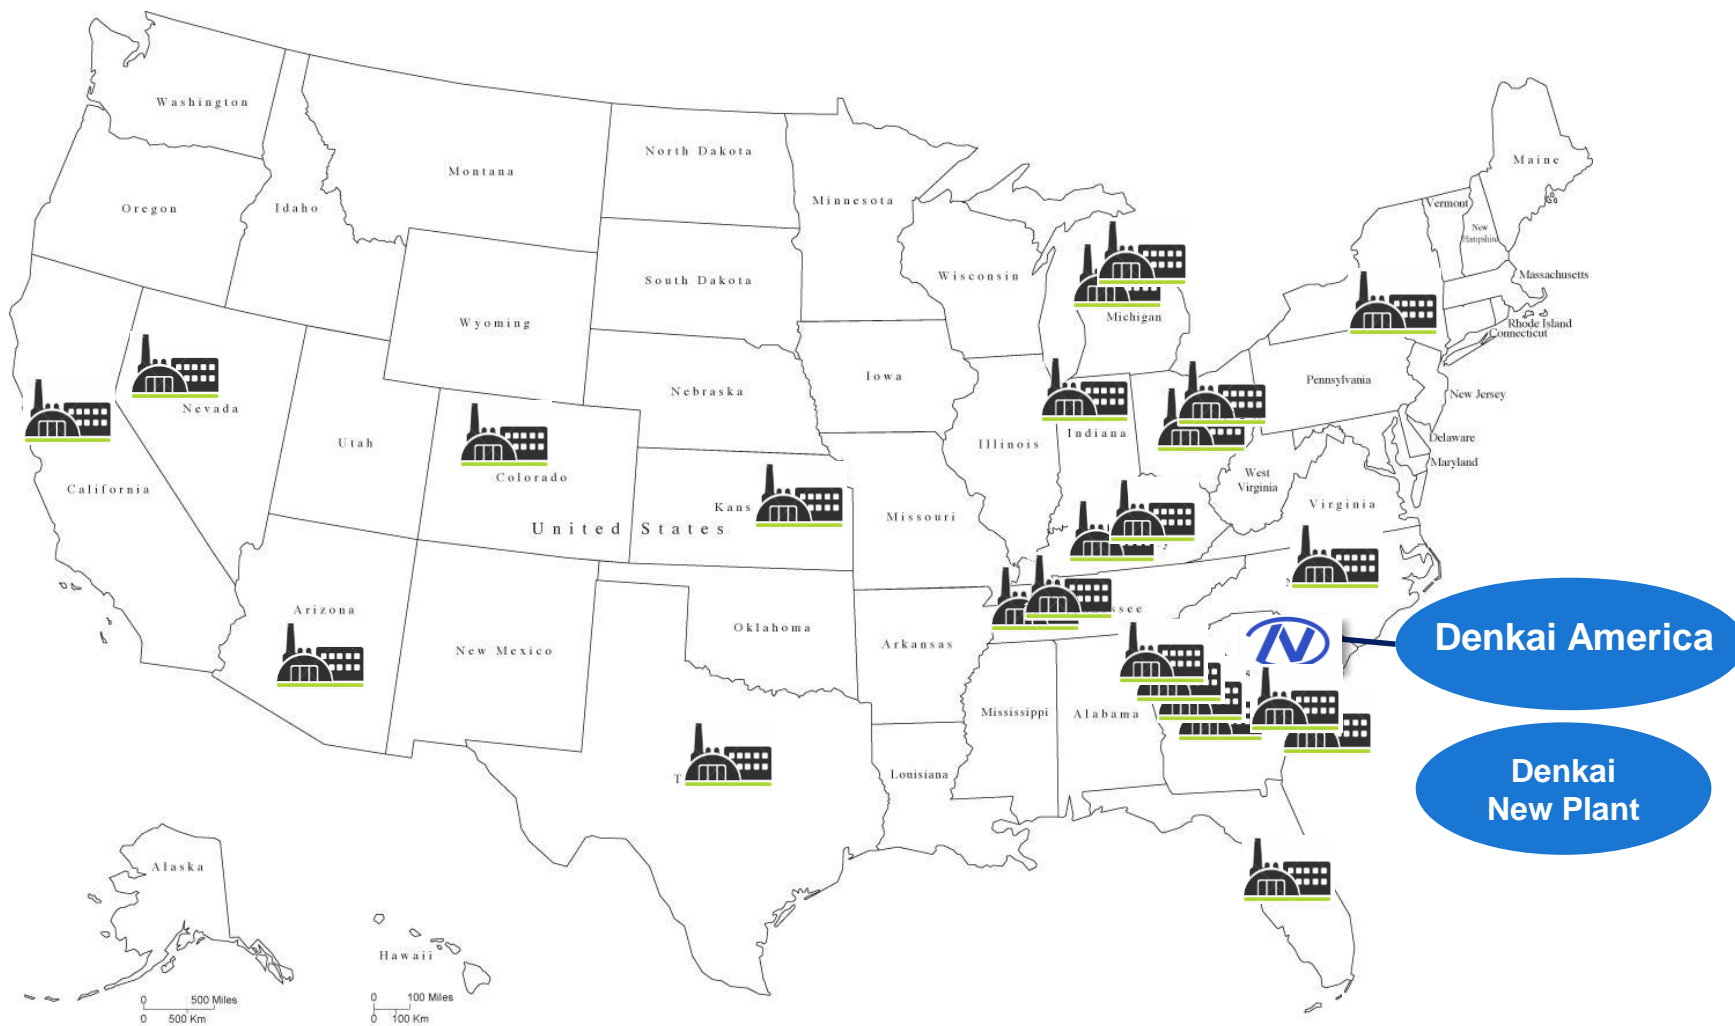 Washington
Montana
North Dakota
Minnesota
Maine
Oregon
Idaho
Vermont
New
Hampshire
South Dakota
Wisconsin
Massachusetts
Wyoming
Michigan
Rhode Island
Connecticut
Nebraska
Iowa
Pennsylvania
New Jersey
Nevada
Utah
Illinois
Indiana
Delaware
Maryland
California
Colorado
Kans
Missouri
West
Virginia
Virginia
United States
Arizona
New Mexico
Oklahoma
Arkansas
ssee
Denkai America
Mississippi
Alabama
T
Louisiana
Denkai
New Plant
Alaska
Hawaii
0 500 Miles
0 500 Km
0 100 Miles
0 100 Km